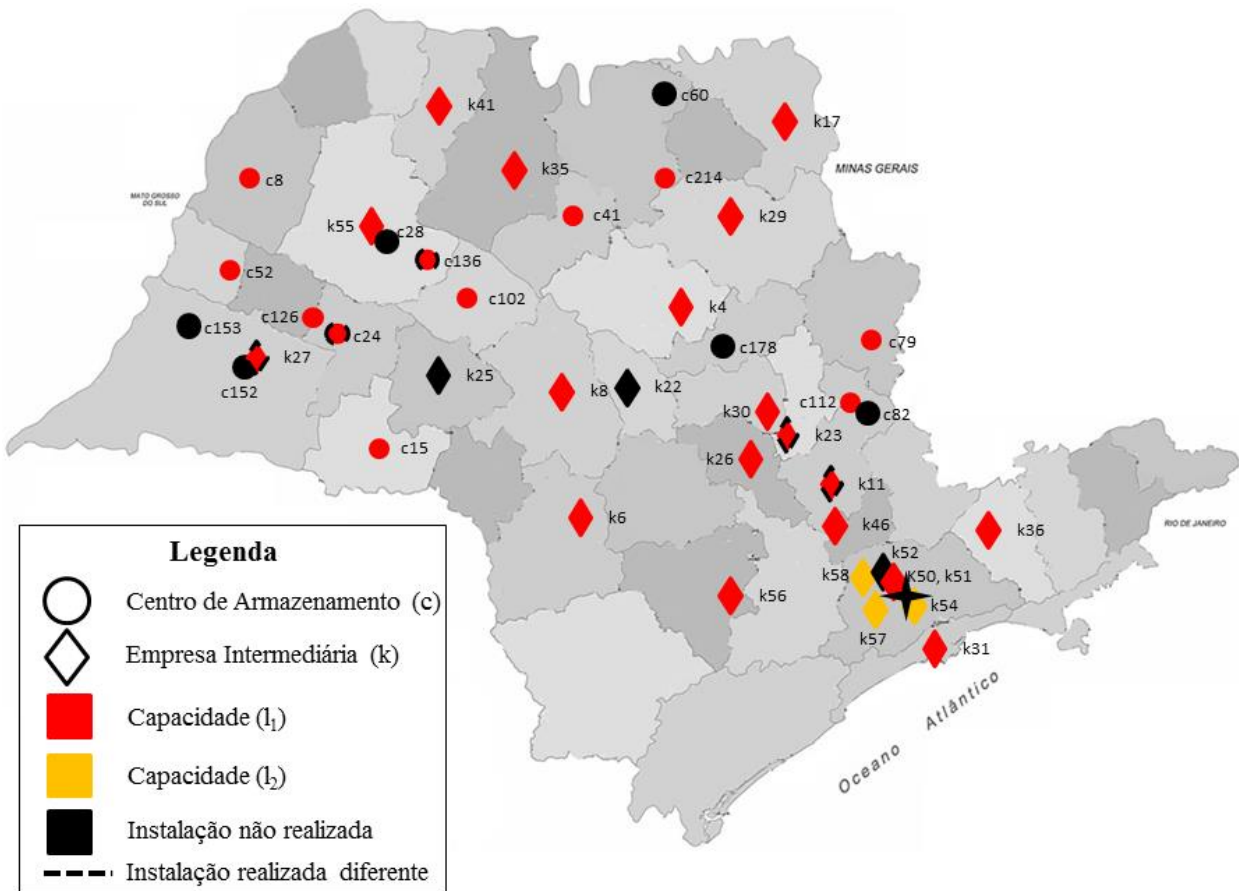 c60
k41
k17
k35
MINAS GERAIS
c8
c214
MATO GROSSO
DO SUL
c41
k29
k55
c28
c136
c52
c102
k4
c126
c153
c24
c178
c79
k27
k25
k22
c152
k8
c112
k30
c82
k23
c15
k26
k11
k6
k46
k36
RIO DE JANEIRO
k52
k58
K50, k51
k56
k54
k57
k31
Oceano Atlântico
Legenda
Centro de Armazenamento (c)
Empresa Intermediária (k)
Capacidade (l₁)
Capacidade (l₂)
Instalação não realizada
Instalação realizada diferente